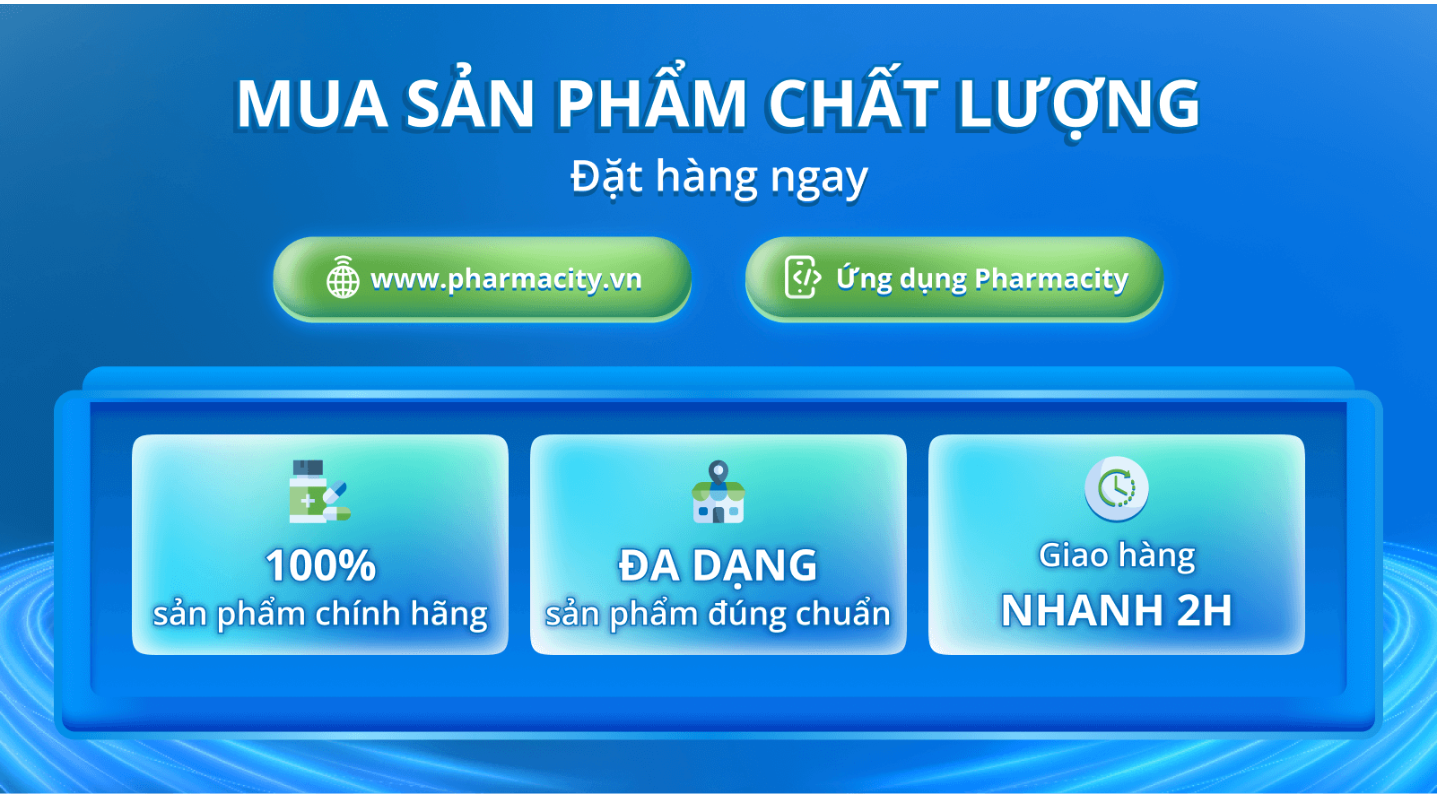 MUA SẢN PHẨM CHẤT LƯỢNG
Đặt hàng ngay
www.pharmacity.vn
Ứng dụng Pharmacity
100%
sản phẩm chính hãng
ĐA DẠNG
sản phẩm đúng chuẩn
Giao hàng
NHANH 2H